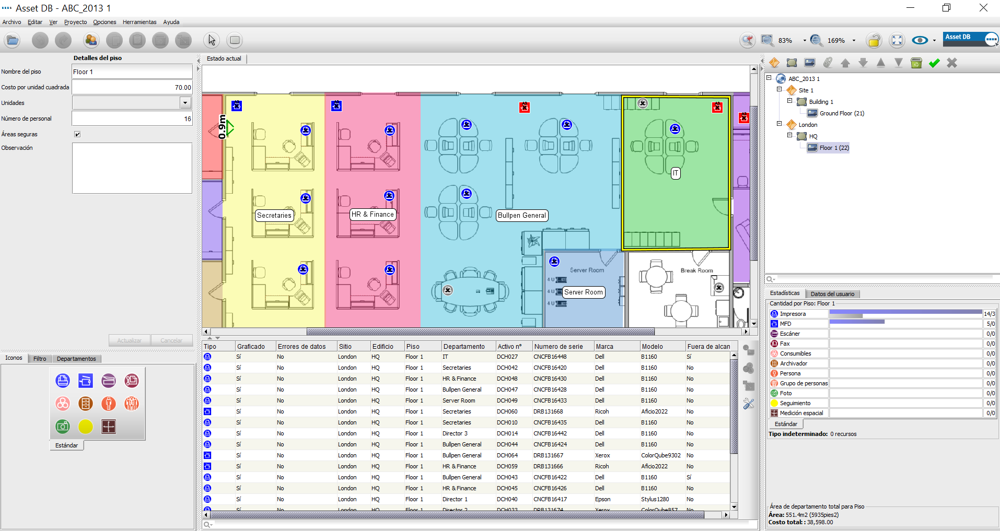 Asset DB - ABC_2013 1
Archivo Editar Ver Proyecto Opciones Herramientas Ayuda
83% 169% Asset DB
Detalles del piso
Nombre del piso Floor 1
Costo por unidad cuadrada 70.00
Unidades
Número de personal 16
Áreas seguras
Observación
Actualizar Cancelar
Iconos Filtro Departamentos
Estándar
Estado actual
0.9m
IT
Secretaries
HR & Finance
Bullpen General
Server Room
Break Room
4 U
4 U
Server Room
4 U
Tipo Graficado Errores de datos Sitio Edificio Piso Departamento Activo nº Numero de serie Marca Modelo Fuera de alcan
Sí No London HQ Floor 1 IT DCH027 CNCFB16448 Dell B1160 Sí
Sí No London HQ Floor 1 Secretaries DCH042 CNCFB16420 Dell B1160 No
Sí No London HQ Floor 1 HR & Finance DCH048 CNCFB16430 Dell B1160 No
Sí No London HQ Floor 1 Bullpen General DCH047 CNCFB16428 Dell B1160 No
Sí No London HQ Floor 1 Server Room DCH049 CNCFB16433 Dell B1160 No
Sí No London HQ Floor 1 Secretaries DCH060 DRB131668 Ricoh Aficio2022 No
Sí No London HQ Floor 1 Secretaries DCH010 CNCFB16435 Dell B1160 No
Sí No London HQ Floor 1 Director 3 DCH014 CNCFB16442 Dell B1160 No
Sí No London HQ Floor 1 Bullpen General DCH044 CNCFB16424 Dell B1160 No
Sí No London HQ Floor 1 Bullpen General DCH064 DRB131667 Xerox ColorQube9302 No
Sí No London HQ Floor 1 HR & Finance DCH059 DRB131666 Ricoh Aficio2022 No
Sí No London HQ Floor 1 Bullpen General DCH043 CNCFB16422 Dell B1160 Sí
Sí No London HQ Floor 1 HR & Finance DCH045 CNCFB16426 Dell B1160 No
Sí No London HQ Floor 1 Director 1 DCH040 CNCFB16417 Epson Stylus1280 No
Sí No London HQ Floor 1 Director 2 DCH033 DRB131674 Xerox ColorQube857 No
ABC_2013 1
Site 1
Building 1
Ground Floor (21)
London
HQ
Floor 1 (22)
Estadísticas Datos del usuario
Cantidad por Piso: Floor 1
Impresora 14/3
MFD 5/0
Escáner 0/0
Fax 0/0
Consumibles 0/0
Archivador 0/0
Persona 0/0
Grupo de personas 0/0
Foto 0/0
Seguimiento 0/0
Medición espacial 0/0
Estándar
Tipo indeterminado: 0 recursos
Área de departamento total para Piso
Área: 551.4m2 (5935pies2)
Costo total: : 38,598.00